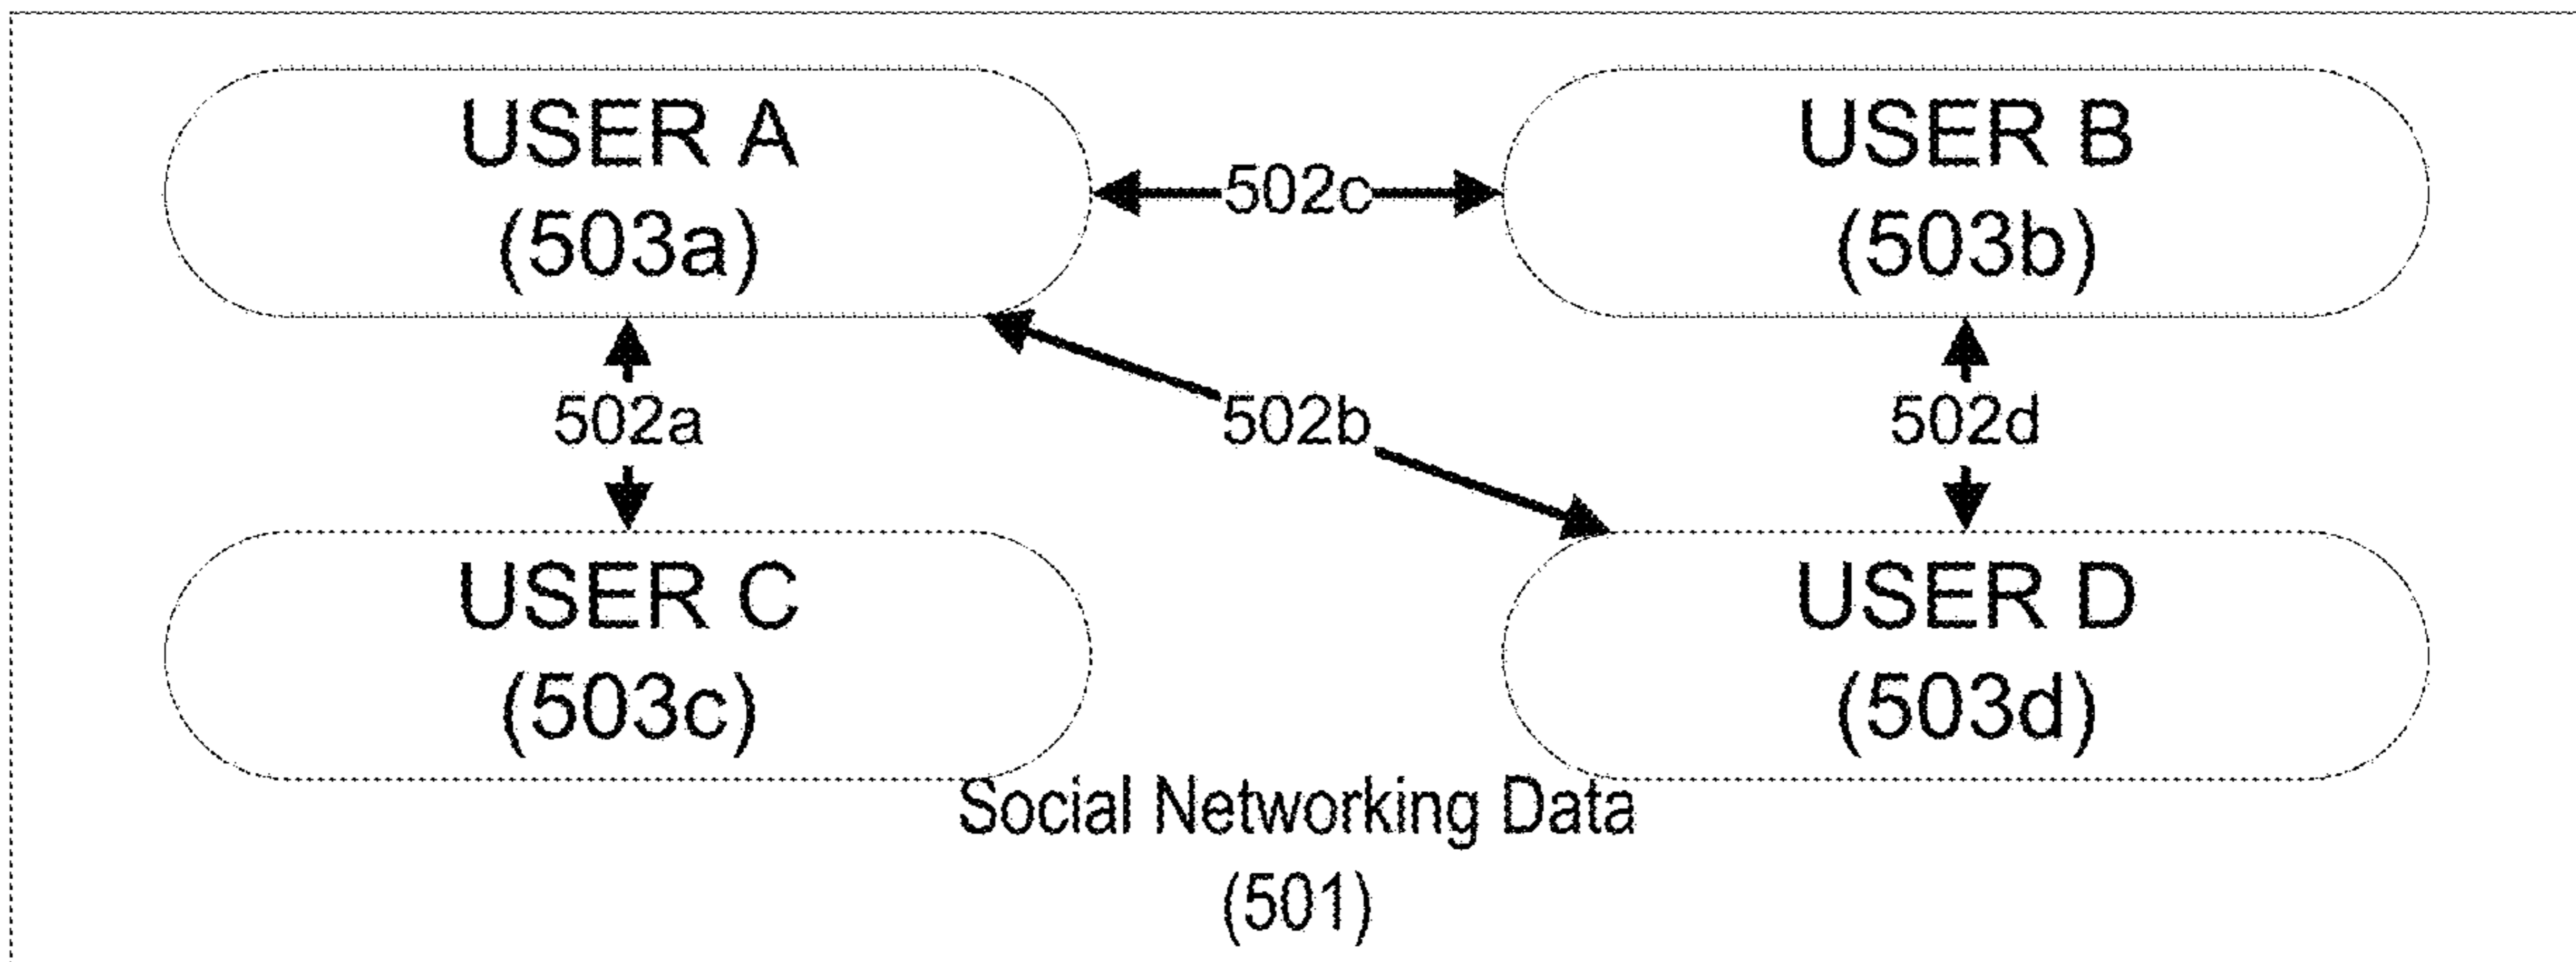 USER A
(503a)
502c
USER B
(503b)
502a
502b
502d
USER C
(503c)
USER D
(503d)
Social Networking Data
(501)